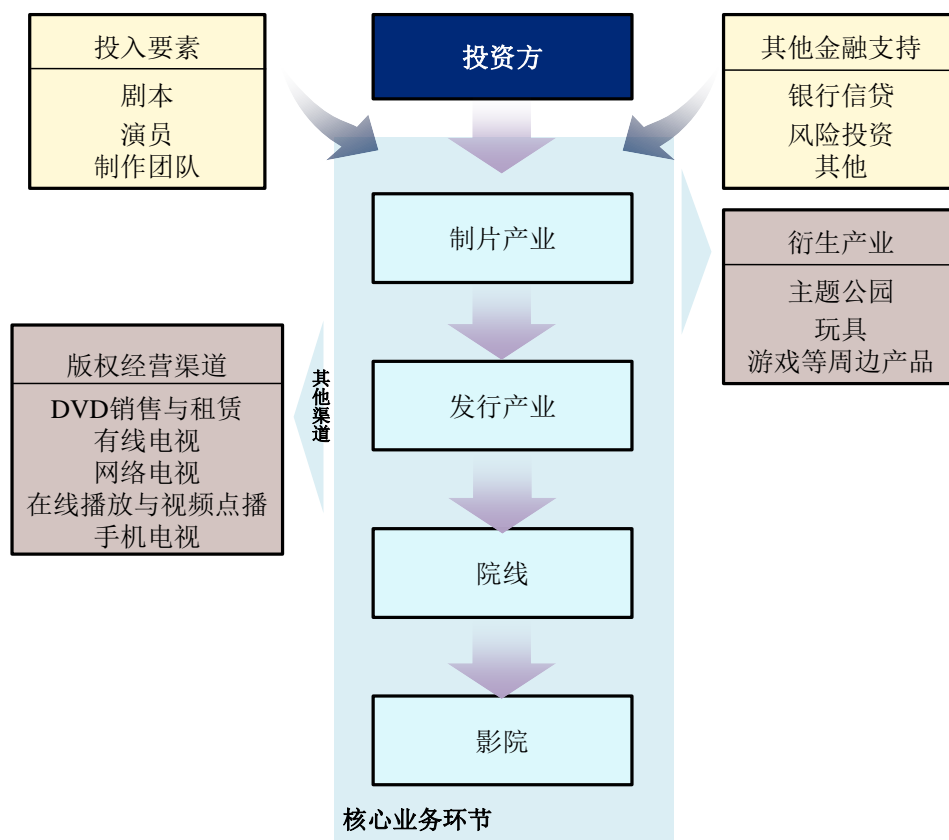 投入要素
剧本
演员
制作团队
投资方
其他金融支持
银行信贷
风险投资
其他
制片产业
衍生产业
主题公园
玩具
游戏等周边产品
版权经营渠道
DVD销售与租赁
有线电视
网络电视
在线播放与视频点播
手机电视
其他渠道
发行产业
院线
影院
核心业务环节